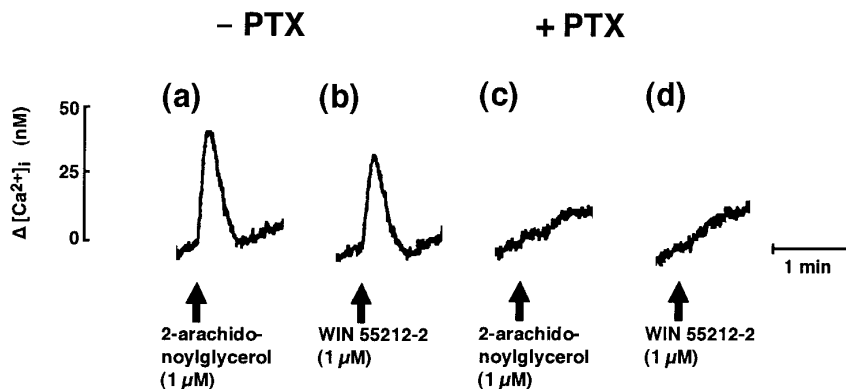 – PTX
+ PTX
(a)
(b)
(c)
(d)
Δ [Ca²⁺]ᵢ (nM)
50
25
0
1 min
2-arachido-
noylglycerol
(1 μM)
WIN 55212-2
(1 μM)
2-arachido-
noylglycerol
(1 μM)
WIN 55212-2
(1 μM)